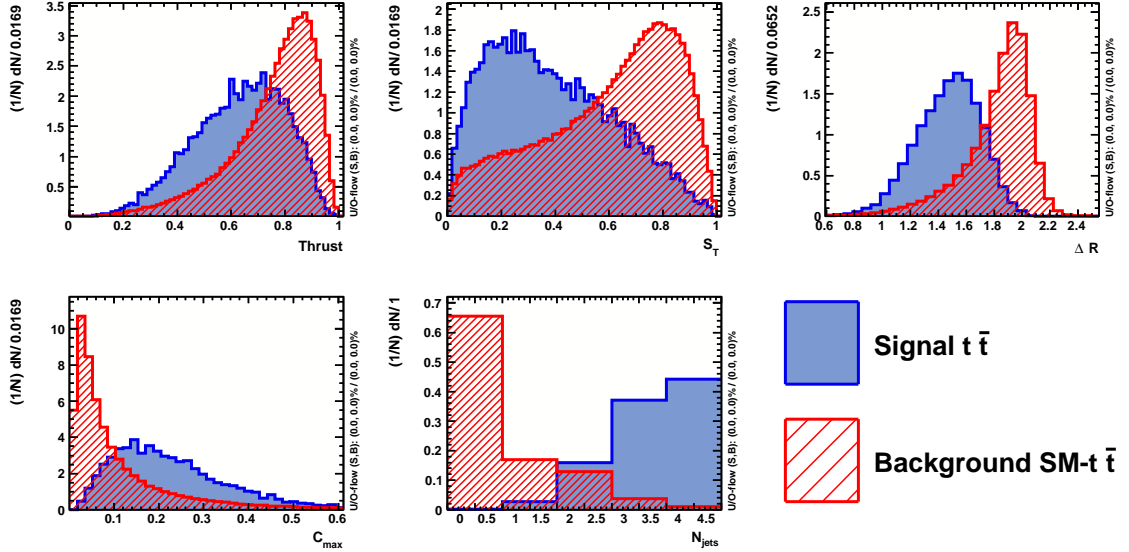 (1/N) dN/ 0.0169
3.5
3
2.5
2
1.5
1
0.5
0 0.2 0.4 0.6 0.8 1
Thrust
U/O-flow (S,B): (0.0, 0.0)% / (0.0, 0.0)%
(1/N) dN/ 0.0169
1.8
1.6
1.4
1.2
1
0.8
0.6
0.4
0.2
0
0 0.2 0.4 0.6 0.8 1
S_T
U/O-flow (S,B): (0.0, 0.0)% / (0.0, 0.0)%
(1/N) dN/ 0.0652
2.5
2
1.5
1
0.5
0
0.6 0.8 1 1.2 1.4 1.6 1.8 2 2.2 2.4
Δ R
U/O-flow (S,B): (0.0, 0.0)% / (0.0, 0.0)%
(1/N) dN/ 0.0169
10
8
6
4
2
0
0.1 0.2 0.3 0.4 0.5 0.6
C_max
U/O-flow (S,B): (0.0, 0.0)% / (0.0, 0.0)%
(1/N) dN/ 1
0.7
0.6
0.5
0.4
0.3
0.2
0.1
0
0 0.5 1 1.5 2 2.5 3 3.5 4 4.5
N_jets
U/O-flow (S,B): (0.0, 0.0)% / (0.0, 0.0)%
Signal t t̄
Background SM-t t̄